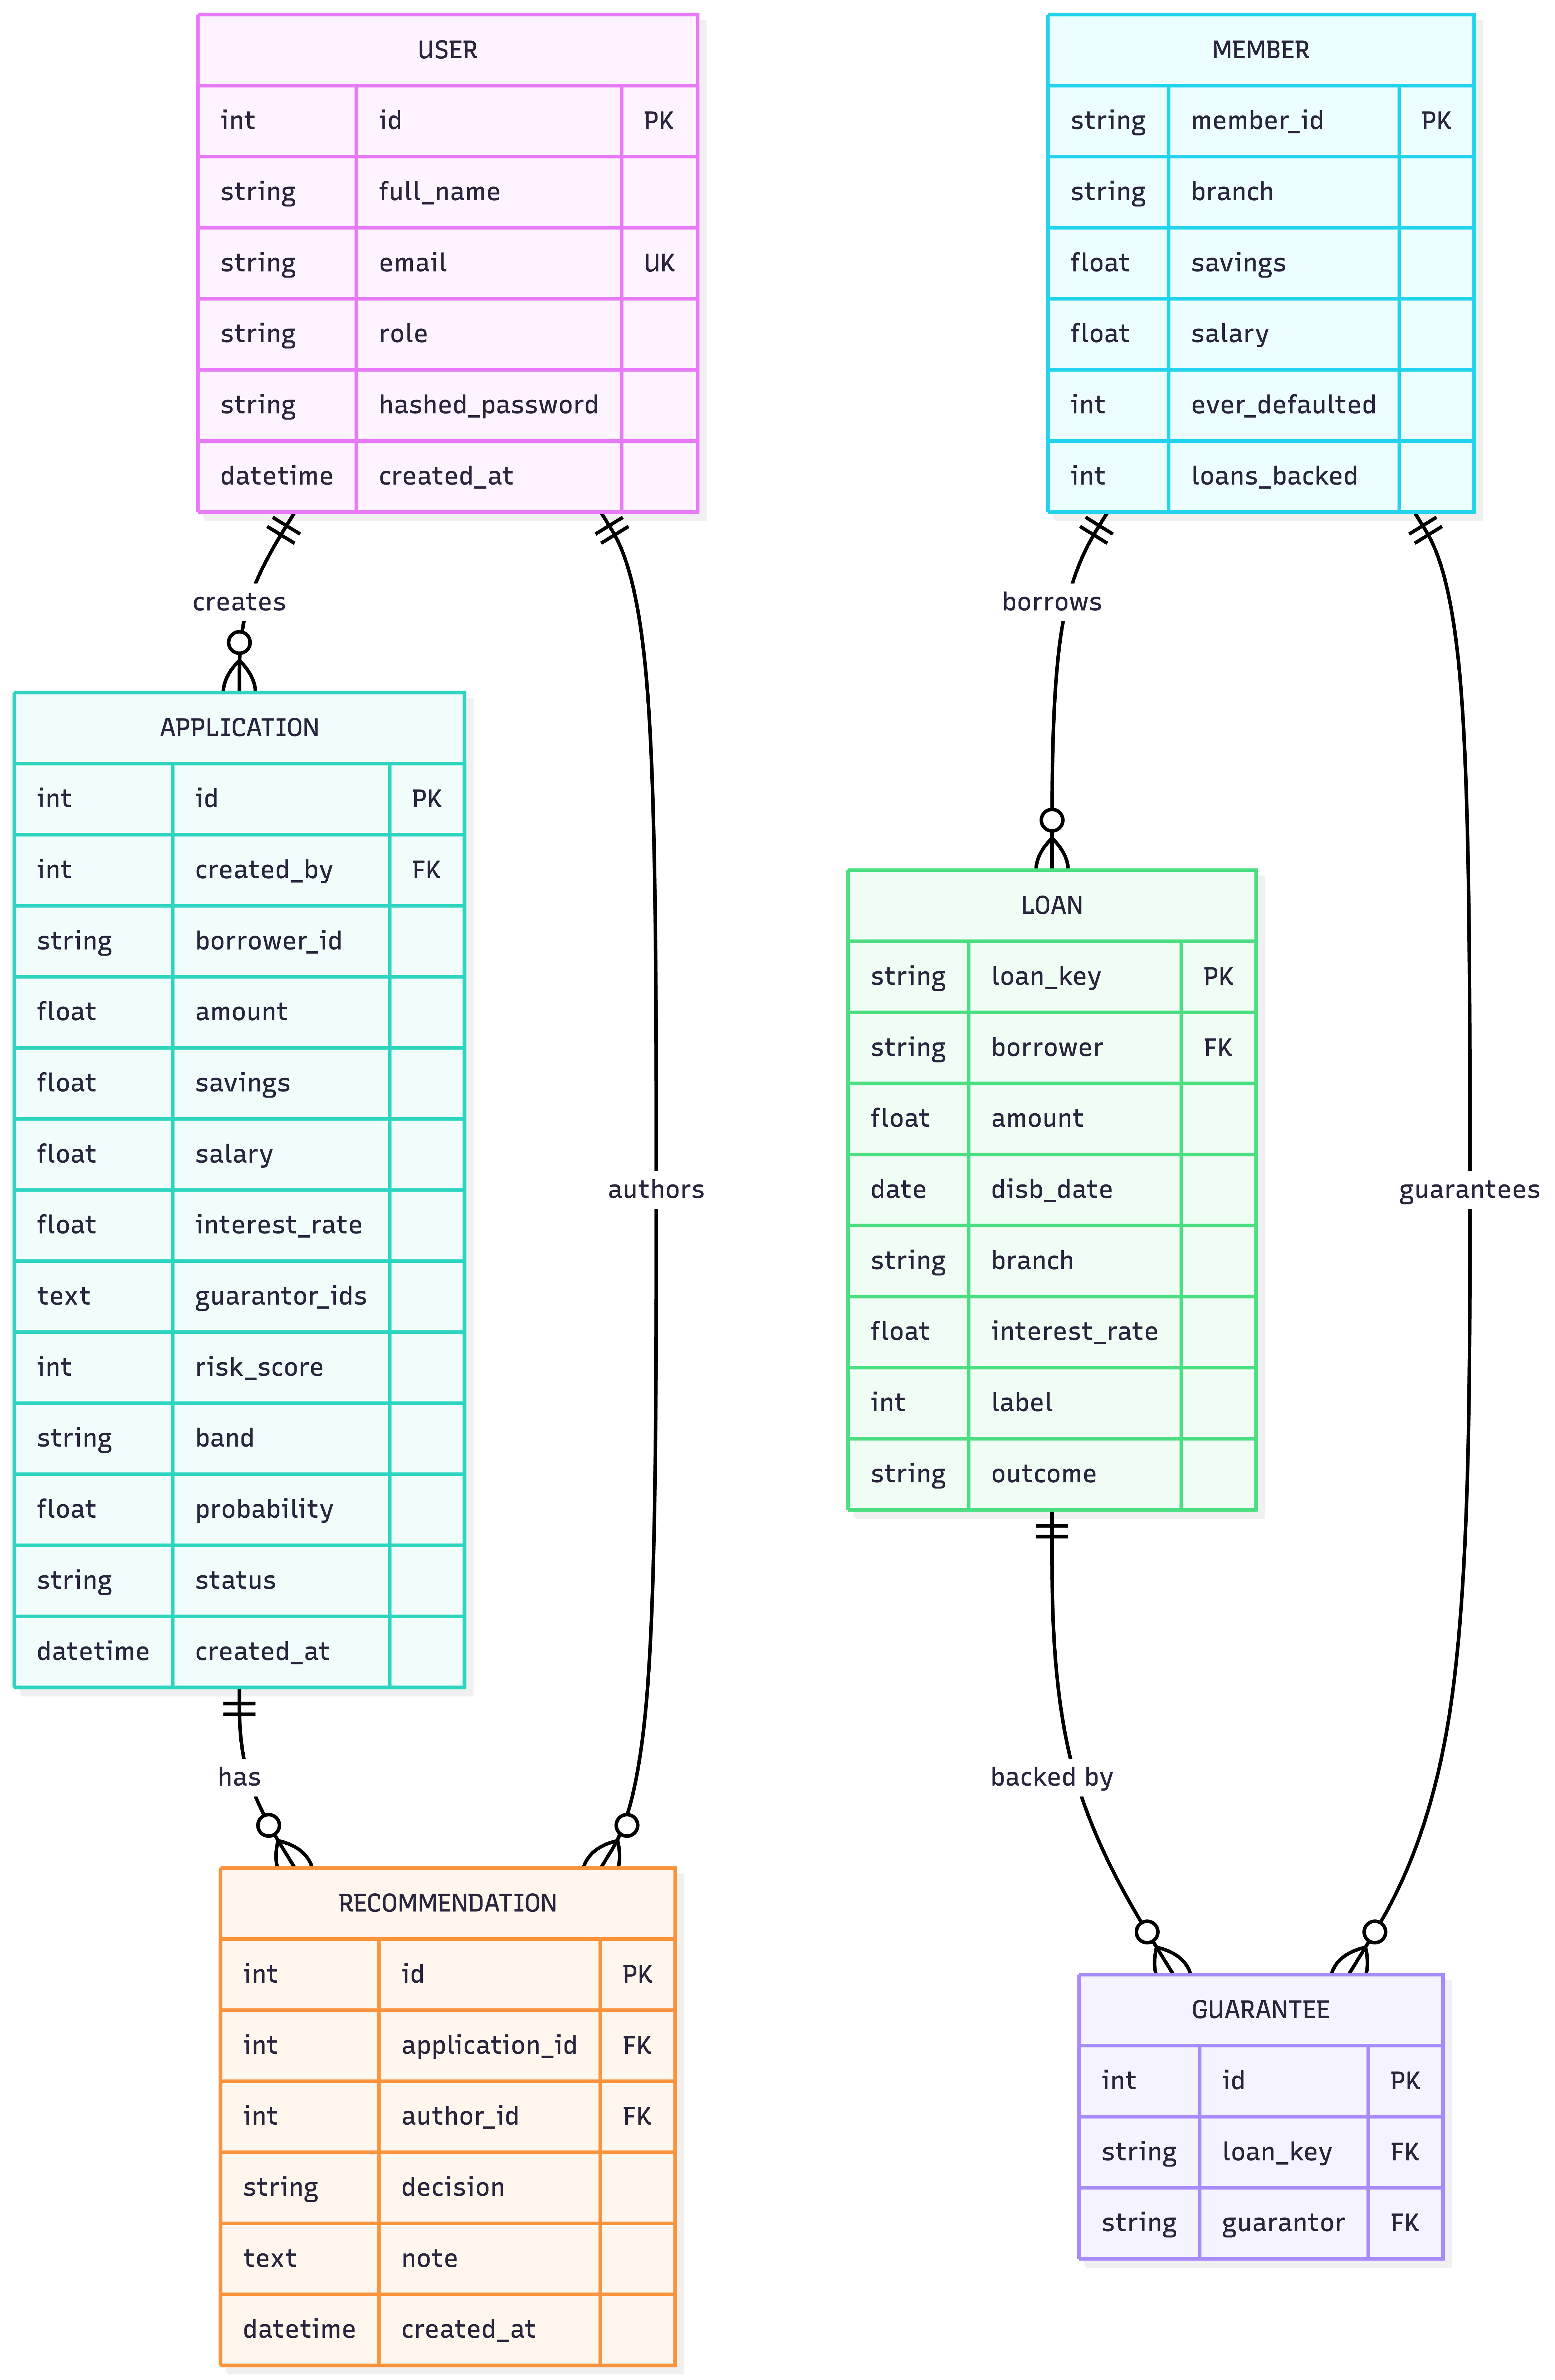 USER
int id PK
string full_name
string email UK
string role
string hashed_password
datetime created_at
MEMBER
string member_id PK
string branch
float savings
float salary
int ever_defaulted
int loans_backed
creates
borrows
APPLICATION
int id PK
int created_by FK
string borrower_id
float amount
float savings
float salary
float interest_rate
text guarantor_ids
int risk_score
string band
float probability
string status
datetime created_at
authors
LOAN
string loan_key PK
string borrower FK
float amount
date disb_date
string branch
float interest_rate
int label
string outcome
guarantees
has
backed by
RECOMMENDATION
int id PK
int application_id FK
int author_id FK
string decision
text note
datetime created_at
GUARANTEE
int id PK
string loan_key FK
string guarantor FK